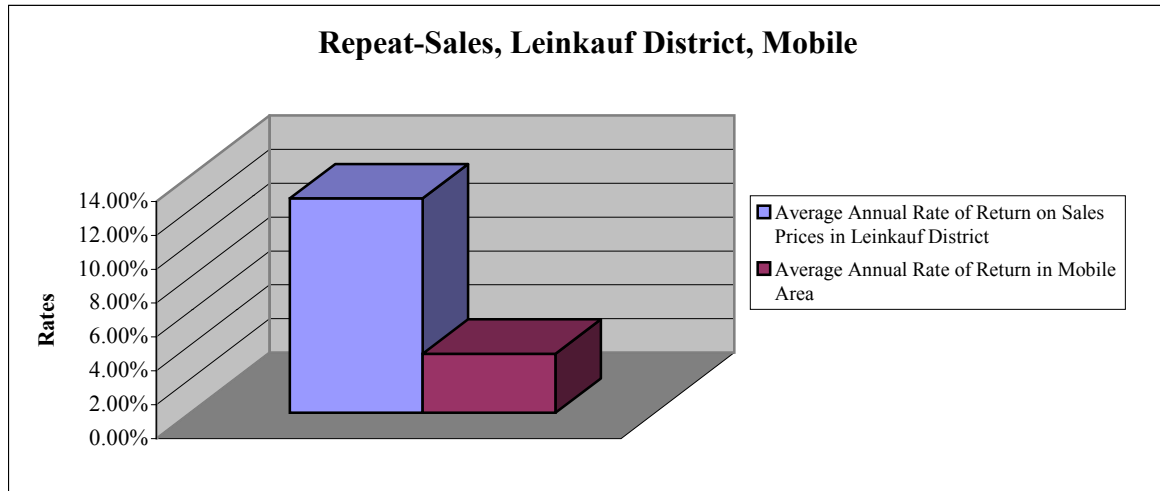 Repeat-Sales, Leinkauf District, Mobile
14.00%
12.00%
10.00%
8.00%
6.00%
4.00%
2.00%
0.00%
Rates
Average Annual Rate of Return on Sales
Prices in Leinkauf District
Average Annual Rate of Return in Mobile
Area